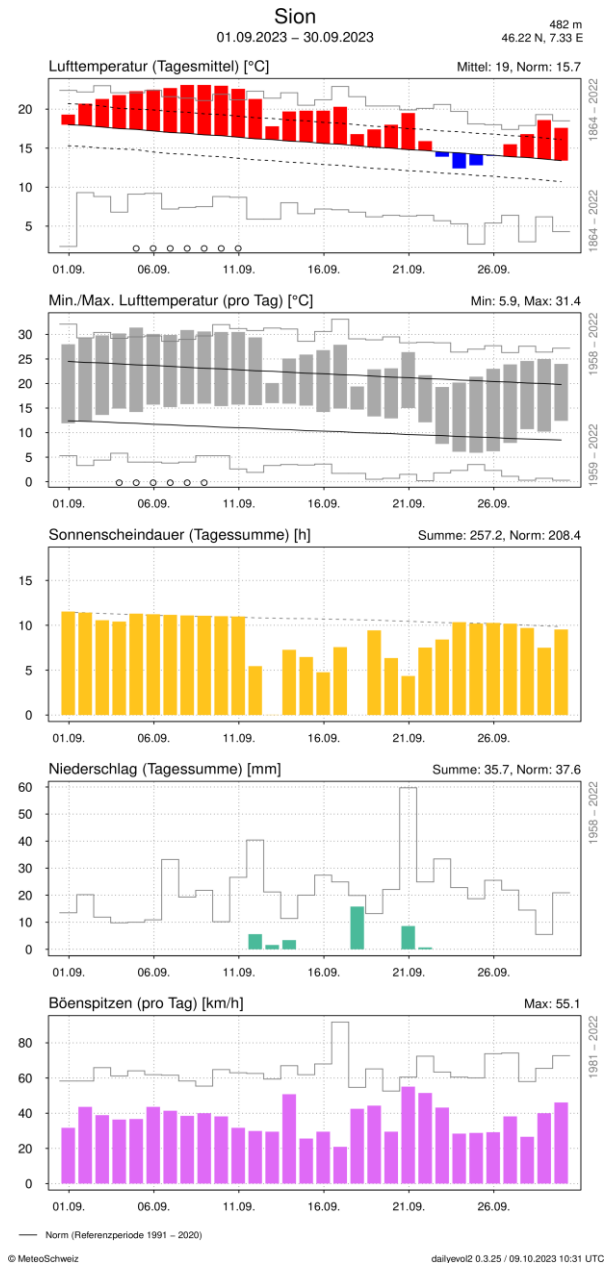 Sion
01.09.2023 – 30.09.2023
482 m
46.22 N, 7.33 E
Lufttemperatur (Tagesmittel) [°C]
Mittel: 19, Norm: 15.7
20
15
10
5
1864 – 2022
1864 – 2022
01.09. 06.09. 11.09. 16.09. 21.09. 26.09.
Min./Max. Lufttemperatur (pro Tag) [°C]
Min: 5.9, Max: 31.4
30
25
20
15
10
5
0
1958 – 2022
1959 – 2022
01.09. 06.09. 11.09. 16.09. 21.09. 26.09.
Sonnenscheindauer (Tagessumme) [h]
Summe: 257.2, Norm: 208.4
15
10
5
0
01.09. 06.09. 11.09. 16.09. 21.09. 26.09.
Niederschlag (Tagessumme) [mm]
Summe: 35.7, Norm: 37.6
60
50
40
30
20
10
0
1958 – 2022
01.09. 06.09. 11.09. 16.09. 21.09. 26.09.
Böenspitzen (pro Tag) [km/h]
Max: 55.1
80
60
40
20
0
1981 – 2022
01.09. 06.09. 11.09. 16.09. 21.09. 26.09.
Norm (Referenzperiode 1991 – 2020)
© MeteoSchweiz
dailyevol2 0.3.25 / 09.10.2023 10:31 UTC